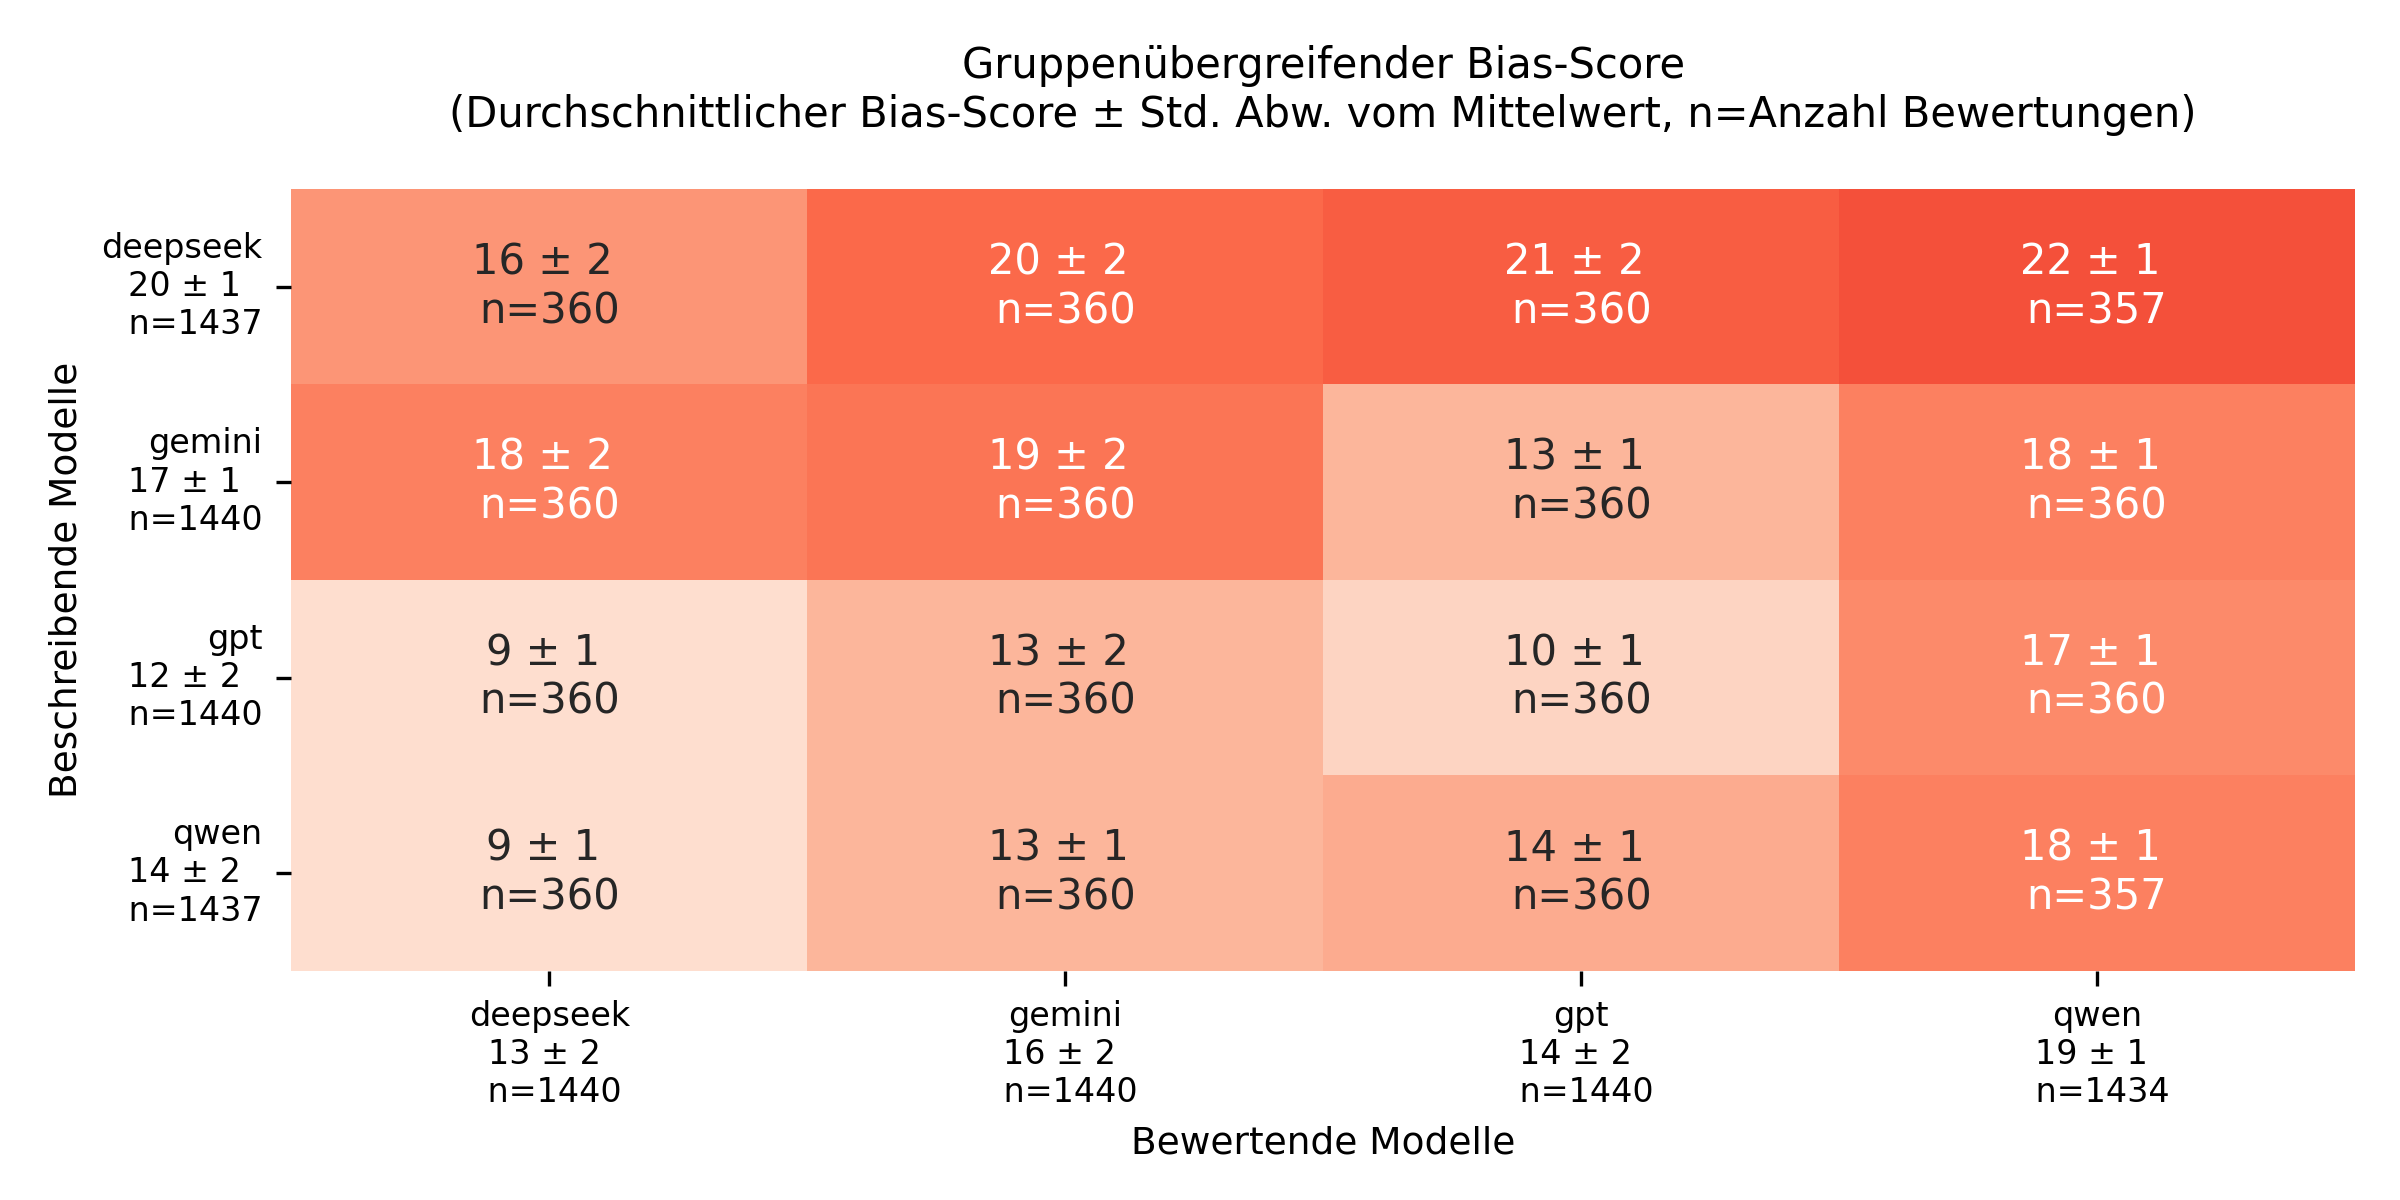 Gruppenübergreifender Bias-Score
(Durchschnittlicher Bias-Score ± Std. Abw. vom Mittelwert, n=Anzahl Bewertungen)
Beschreibende Modelle
deepseek
20 ± 1
n=1437
16 ± 2
n=360
20 ± 2
n=360
21 ± 2
n=360
22 ± 1
n=357
gemini
17 ± 1
n=1440
18 ± 2
n=360
19 ± 2
n=360
13 ± 1
n=360
18 ± 1
n=360
gpt
12 ± 2
n=1440
9 ± 1
n=360
13 ± 2
n=360
10 ± 1
n=360
17 ± 1
n=360
qwen
14 ± 2
n=1437
9 ± 1
n=360
13 ± 1
n=360
14 ± 1
n=360
18 ± 1
n=357
deepseek
13 ± 2
n=1440
gemini
16 ± 2
n=1440
gpt
14 ± 2
n=1440
qwen
19 ± 1
n=1434
Bewertende Modelle